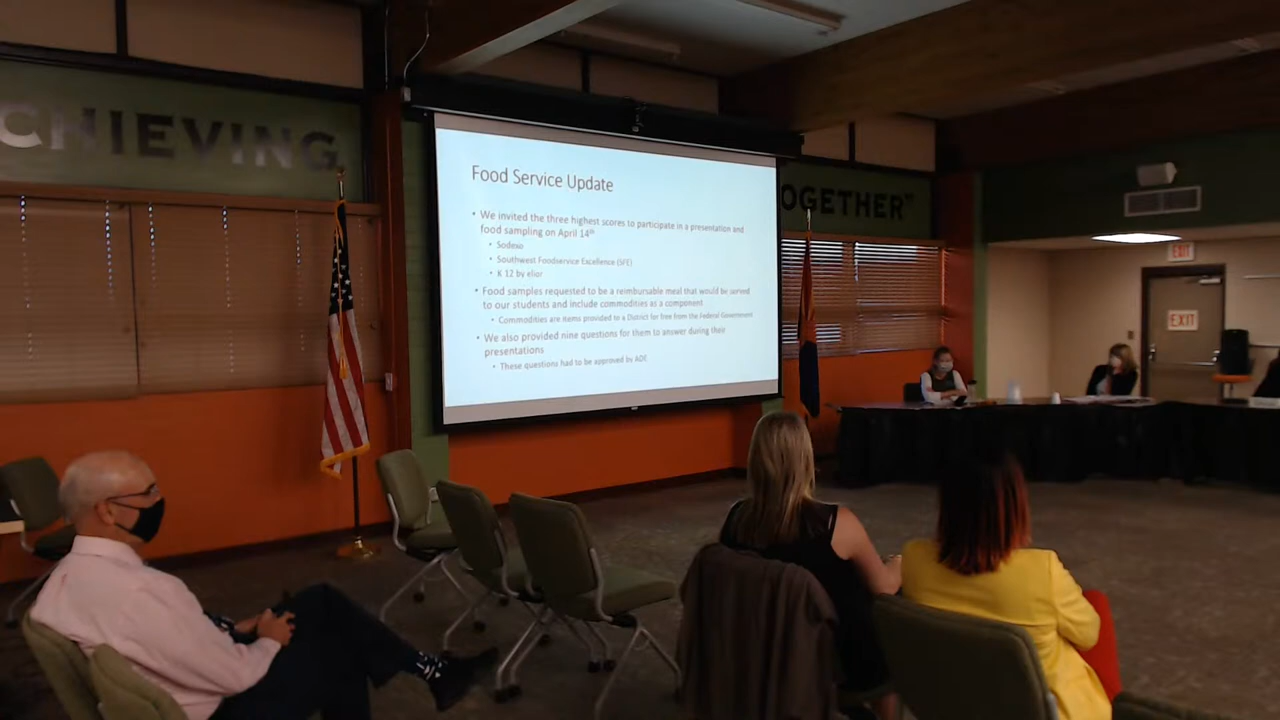 CHIEVING
OGETHER"
EXIT
EXIT
Food Service Update
• We invited the three highest scores to participate in a presentation and
food sampling on April 14th
• Sodexo
• Southwest Foodservice Excellence (SFE)
• K 12 by elior
• Food samples requested to be a reimbursable meal that would be served
to our students and include commodities as a component
• Commodities are items provided to a District for free from the Federal Government
• We also provided nine questions for them to answer during their
presentations
• These questions had to be approved by ADE